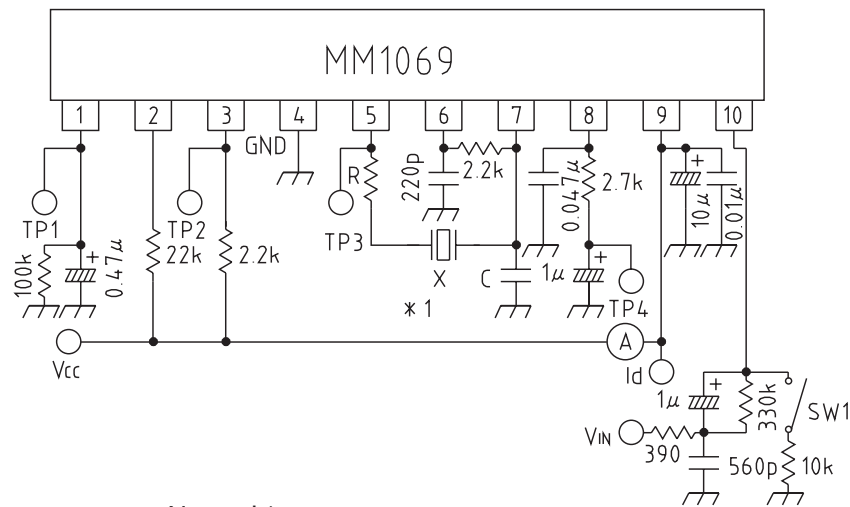 MM1069
1 2 3 4 5 6 7 8 9 10
GND
R
220p
2.2k
0.047μ
2.7k
10μ
0.01μ
TP1
TP2
TP3
22k
2.2k
100k
0.47μ
X
C
1μ
TP4
* 1
Vcc
A
Id
1μ
330k
SW1
VIN
390
560p
10k